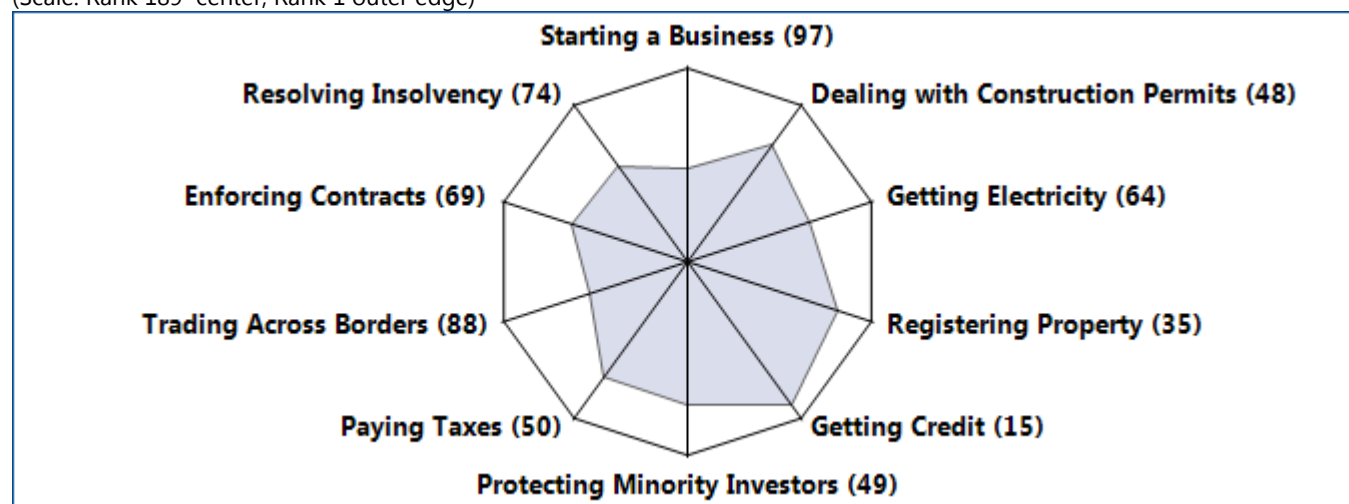 (Scale: Rank 189 center, Rank 1 outer edge)
Starting a Business (97)
Resolving Insolvency (74)
Dealing with Construction Permits (48)
Enforcing Contracts (69)
Getting Electricity (64)
Trading Across Borders (88)
Registering Property (35)
Paying Taxes (50)
Getting Credit (15)
Protecting Minority Investors (49)